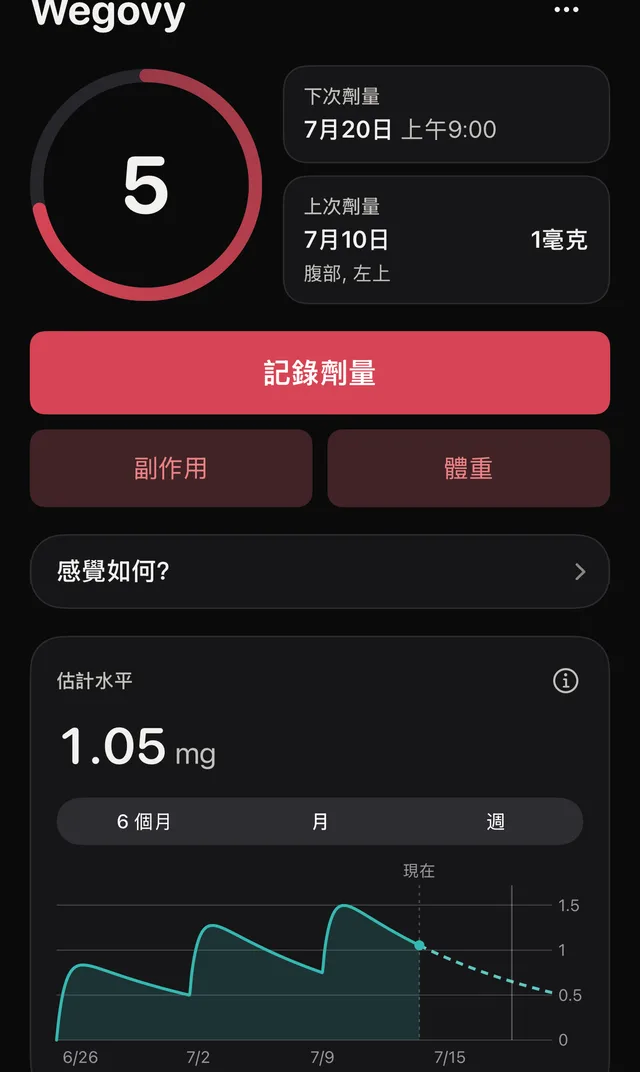 Wegovy
5
下次劑量
7月20日 上午9:00
上次劑量
7月10日 1毫克
腹部, 左上
記錄劑量
副作用 體重
感覺如何?
估計水平
1.05 mg
6 個月 月 週
現在
1.5
1
0.5
0
6/26 7/2 7/9 7/15